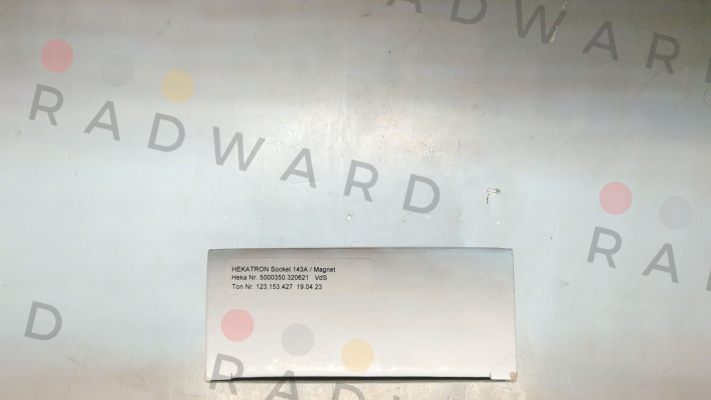 RADWARD
RADWARD
RAD
HEKATRON Sockel 143A / Magnet
Heka Nr. 5000350.320621 VdS
Ton Nr. 123.153.427 19.04.23
D
RADWARD